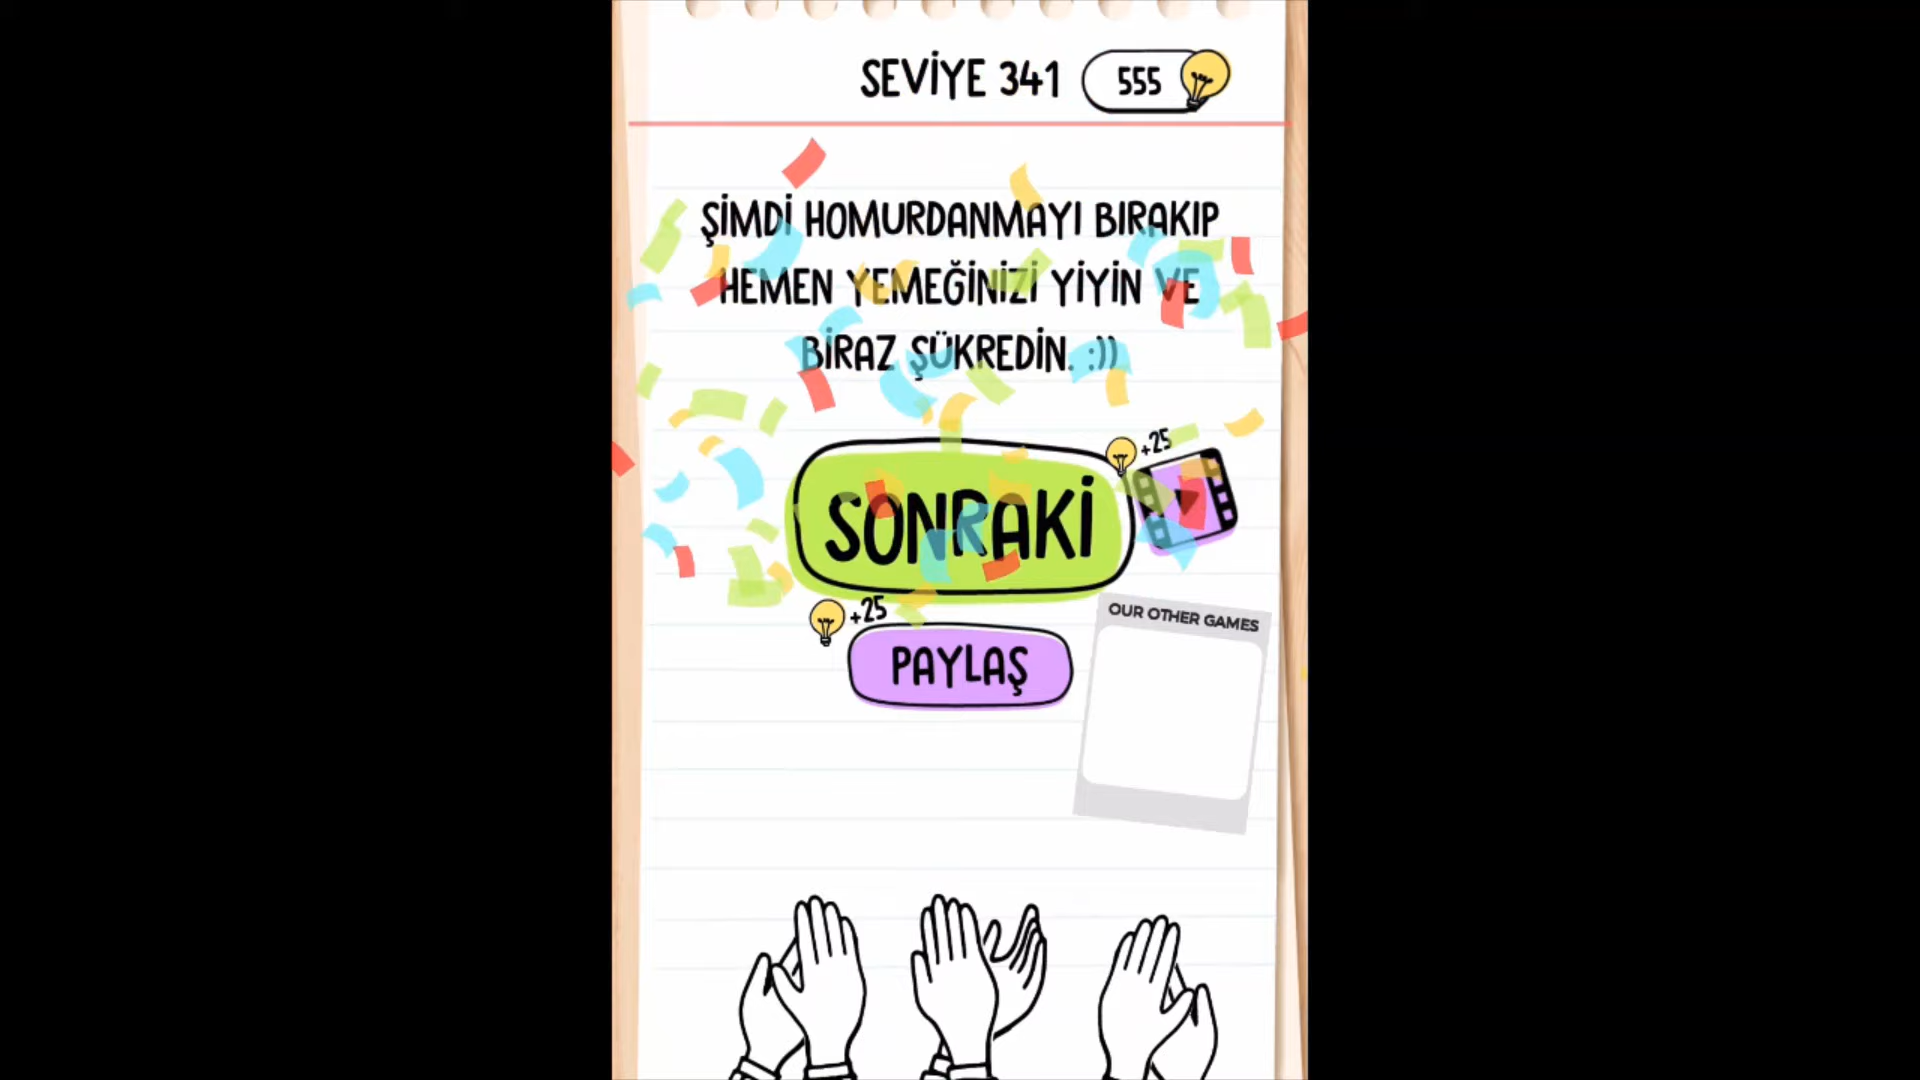 SEVİYE 341
555
ŞİMDİ HOMURDANMAYI BIRAKIP
HEMEN YEMEĞİNİZİ YİYİN VE
BİRAZ ŞÜKREDİN. :))
+25
SONRAKİ
+25
PAYLAŞ
OUR OTHER GAMES